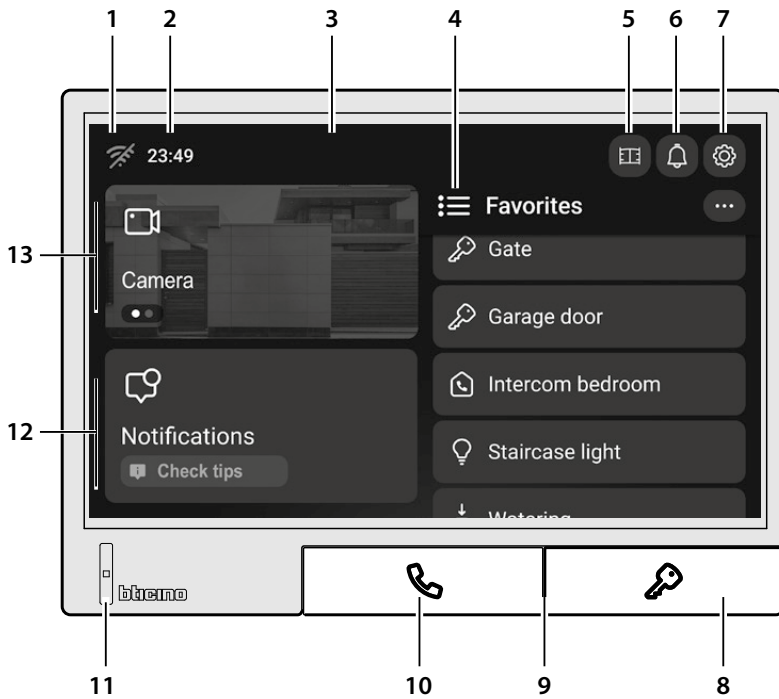 1 2 3 4 5 6 7
23:49
Favorites
Gate
13
Camera
Garage door
Intercom bedroom
12
Notifications
Check tips
Staircase light
Watering
bticino
11 10 9 8